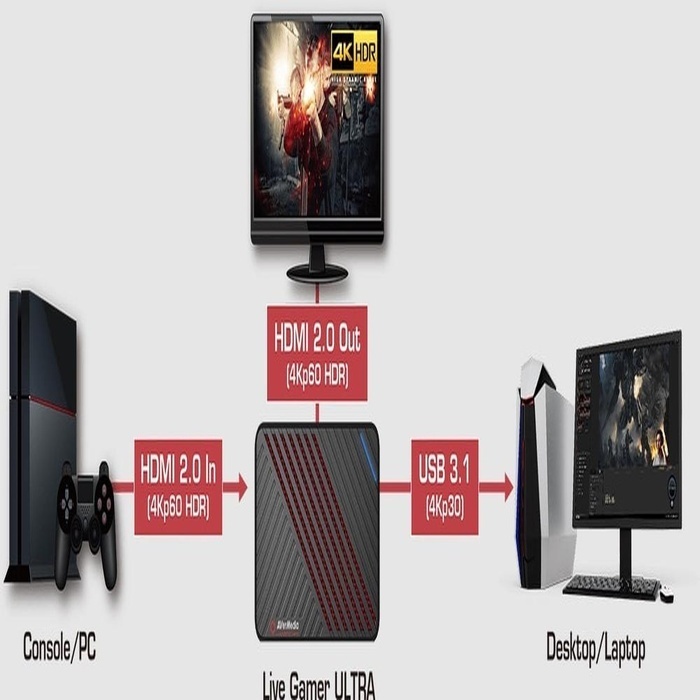 4K HDR
HDMI 2.0 Out
(4Kp60 HDR)
HDMI 2.0 In
(4Kp60 HDR)
USB 3.1
(4Kp30)
AVerMedia
Console/PC
Live Gamer ULTRA
Desktop/Laptop